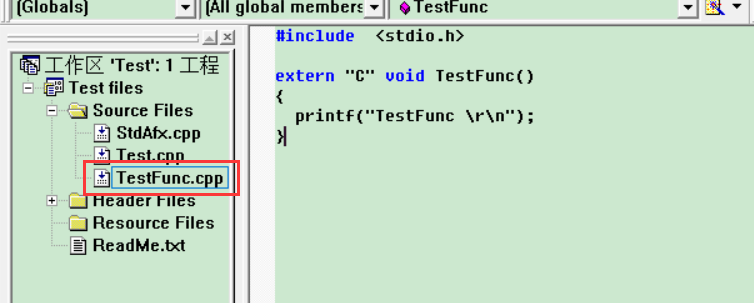 (Globals)
(All global members
TestFunc
工作区 'Test': 1 工程
Test files
Source Files
StdAfx.cpp
Test.cpp
TestFunc.cpp
Header Files
Resource Files
ReadMe.txt
#include <stdio.h>
extern "C" void TestFunc()
{
printf("TestFunc \r\n");
}